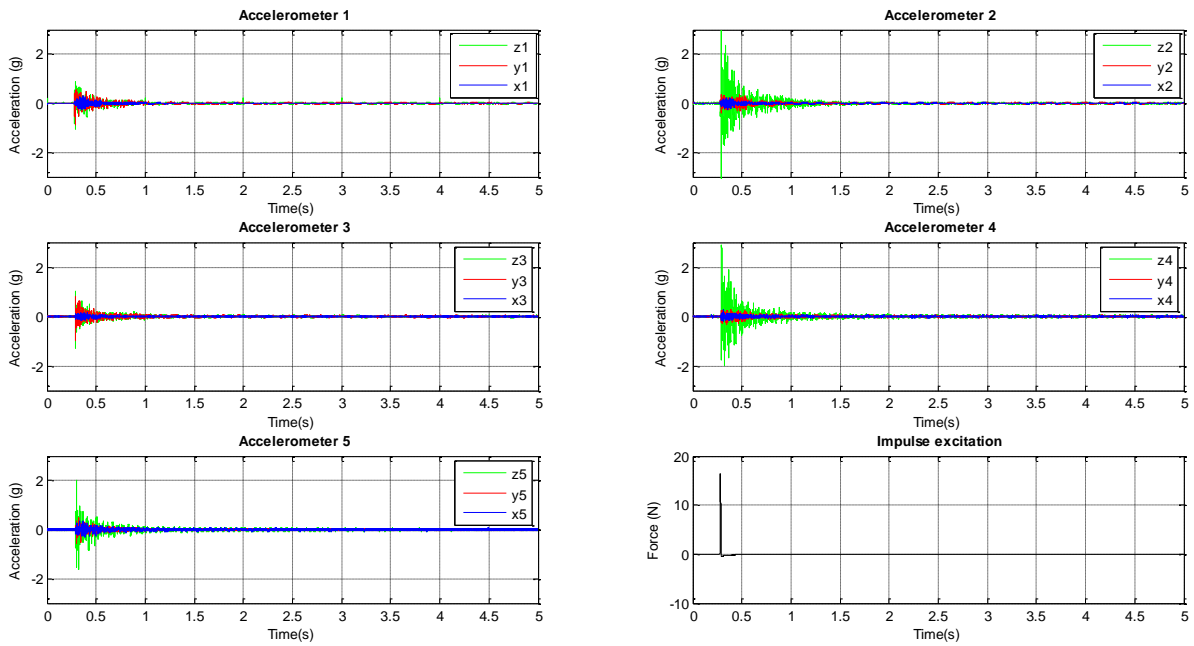 Accelerometer 1
Acceleration (g)
2
0
-2
z1
y1
x1
0 0.5 1 1.5 2 2.5 3 3.5 4 4.5 5
Time(s)
Accelerometer 2
Acceleration (g)
2
0
-2
z2
y2
x2
0 0.5 1 1.5 2 2.5 3 3.5 4 4.5 5
Time(s)
Accelerometer 3
Acceleration (g)
2
0
-2
z3
y3
x3
0 0.5 1 1.5 2 2.5 3 3.5 4 4.5 5
Time(s)
Accelerometer 4
Acceleration (g)
2
0
-2
z4
y4
x4
0 0.5 1 1.5 2 2.5 3 3.5 4 4.5 5
Time(s)
Accelerometer 5
Acceleration (g)
2
0
-2
z5
y5
x5
0 0.5 1 1.5 2 2.5 3 3.5 4 4.5 5
Time(s)
Impulse excitation
Force (N)
20
10
0
-10
0 0.5 1 1.5 2 2.5 3 3.5 4 4.5 5
Time(s)